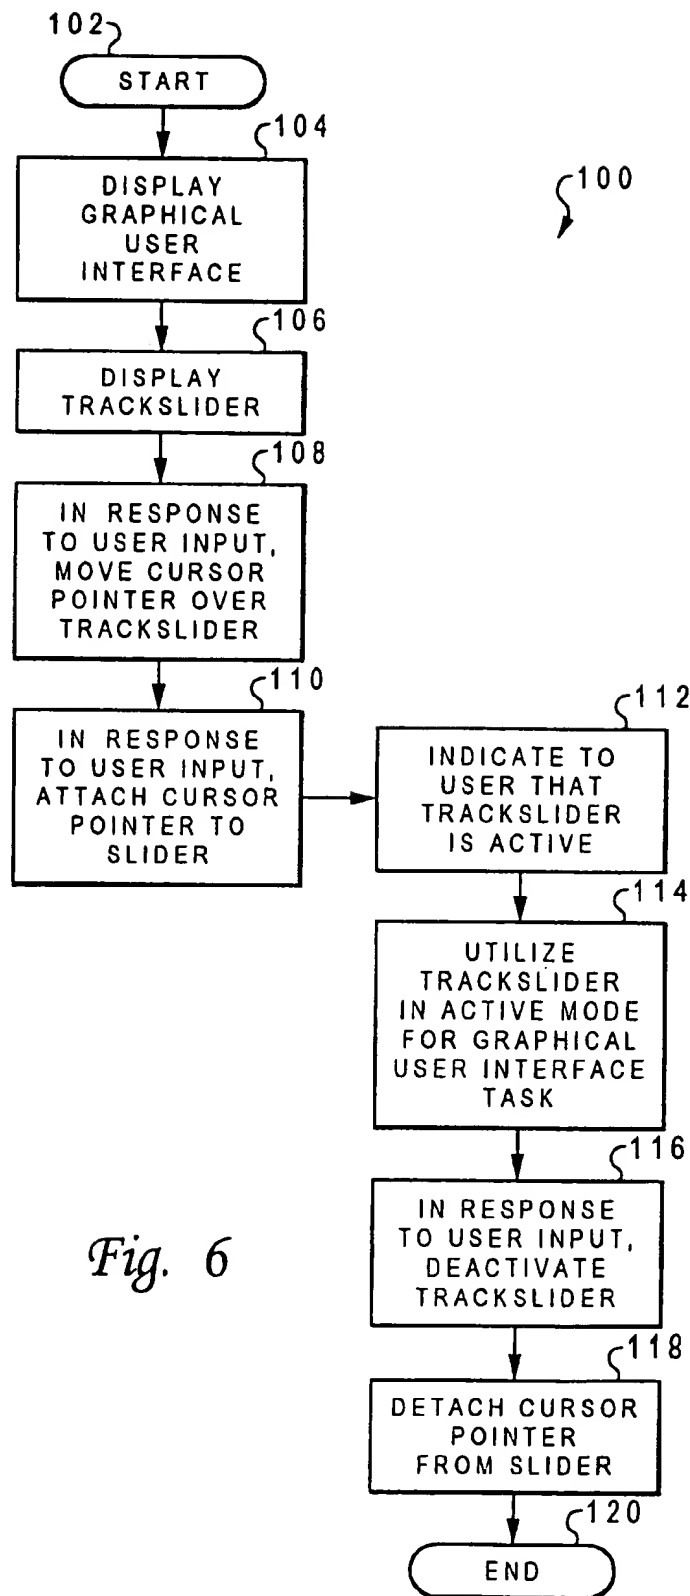 102
START
104
DISPLAY
GRAPHICAL
USER
INTERFACE
100
106
DISPLAY
TRACKSLIDER
108
IN RESPONSE
TO USER INPUT,
MOVE CURSOR
POINTER OVER
TRACKSLIDER
110
IN RESPONSE
TO USER INPUT,
ATTACH CURSOR
POINTER TO
SLIDER
112
INDICATE TO
USER THAT
TRACKSLIDER
IS ACTIVE
114
UTILIZE
TRACKSLIDER
IN ACTIVE MODE
FOR GRAPHICAL
USER INTERFACE
TASK
116
IN RESPONSE
TO USER INPUT,
DEACTIVATE
TRACKSLIDER
Fig. 6
118
DETACH CURSOR
POINTER
FROM SLIDER
120
END